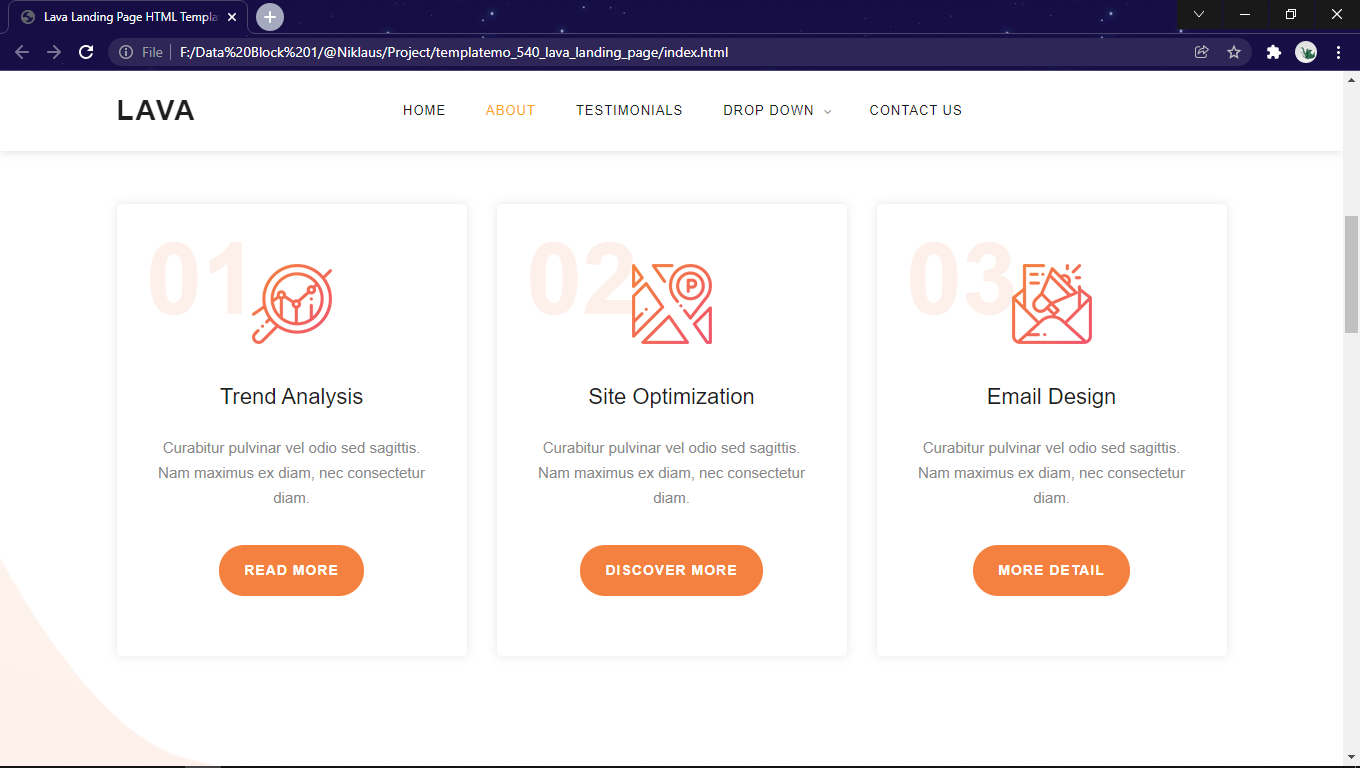 Lava Landing Page HTML Templa
File
F:/Data%20Block%201/@Niklaus/Project/templatemo_540_lava_landing_page/index.html
LAVA
HOME
ABOUT
TESTIMONIALS
DROP DOWN
CONTACT US
01
Trend Analysis
Curabitur pulvinar vel odio sed sagittis.
Nam maximus ex diam, nec consectetur
diam.
READ MORE
02
P
Site Optimization
Curabitur pulvinar vel odio sed sagittis.
Nam maximus ex diam, nec consectetur
diam.
DISCOVER MORE
03
Email Design
Curabitur pulvinar vel odio sed sagittis.
Nam maximus ex diam, nec consectetur
diam.
MORE DETAIL